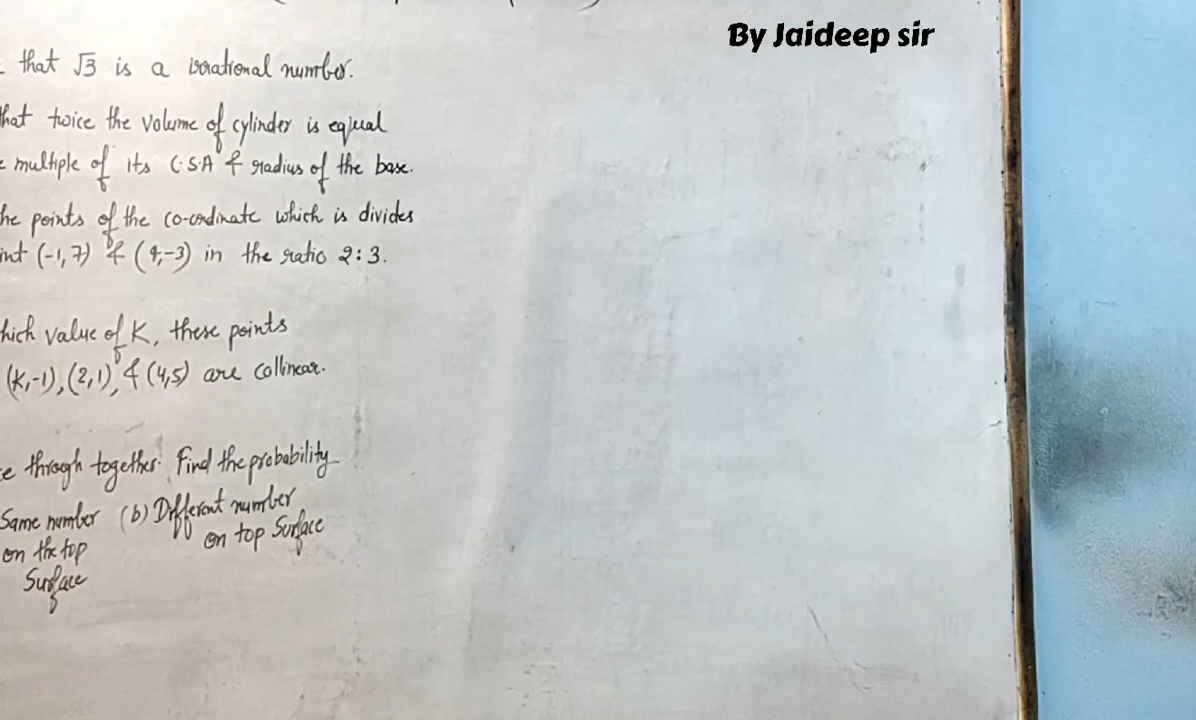 By Jaideep sir
that √3 is a irrational number.
that twice the volume of cylinder is equal
multiple of its C.S.A & radius of the base.
he points of the co-ordinate which is divides
int (-1,7) & (4,-3) in the ratio 2:3.
hich value of K, these points
(K,-1), (2,1) & (4,5) are collinear.
e through together. Find the probability
Same number (b) Different number
on the top on top Surface
Surface